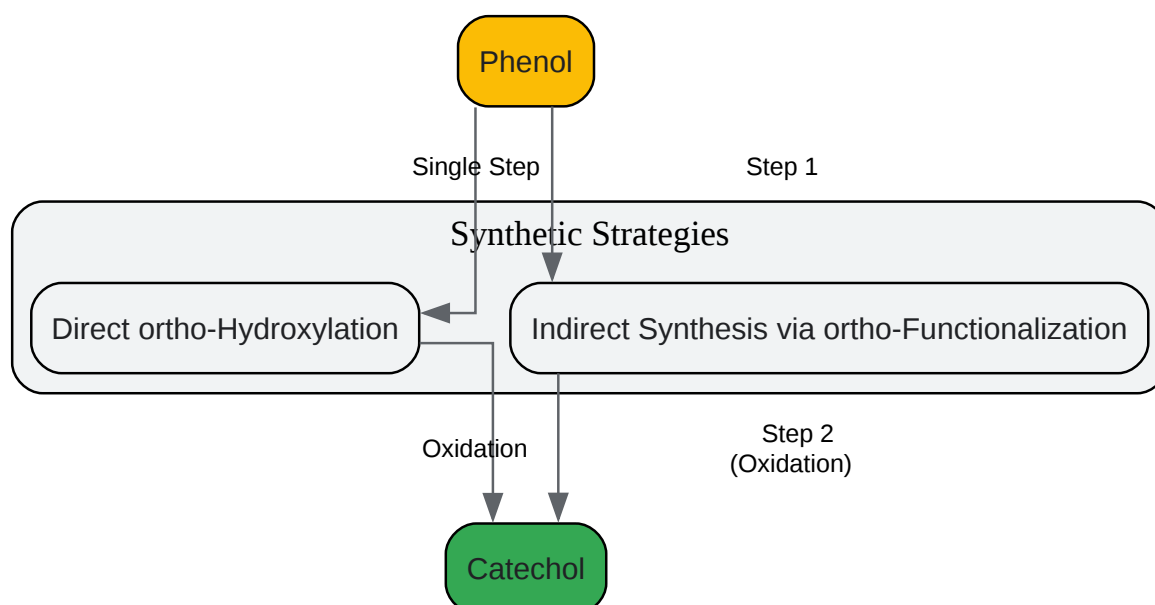 Phenol
Single Step
Step 1
Synthetic Strategies
Direct ortho-Hydroxylation
Indirect Synthesis via ortho-Functionalization
Oxidation
Step 2
(Oxidation)
Catechol